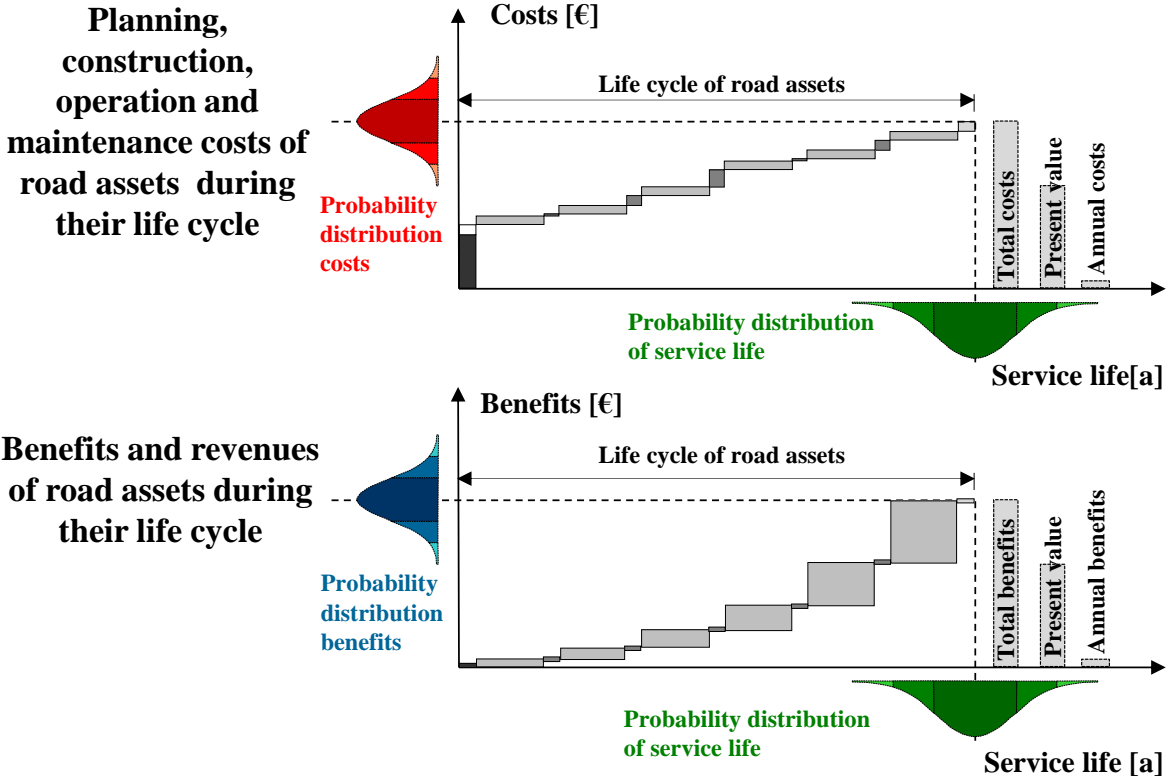 Planning,
construction,
operation and
maintenance costs of
road assets during
their life cycle
Costs [€]
Life cycle of road assets
Probability
distribution
costs
Total costs
Present value
Annual costs
Probability distribution
of service life
Service life[a]
Benefits and revenues
of road assets during
their life cycle
Benefits [€]
Life cycle of road assets
Probability
distribution
benefits
Total benefits
Present value
Annual benefits
Probability distribution
of service life
Service life [a]